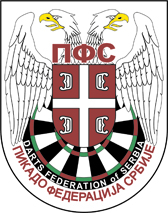 ПФС
DARTS FEDERATION of SERBIA
ПИКАДО ФЕДЕРАЦИЈА СРБИЈЕ